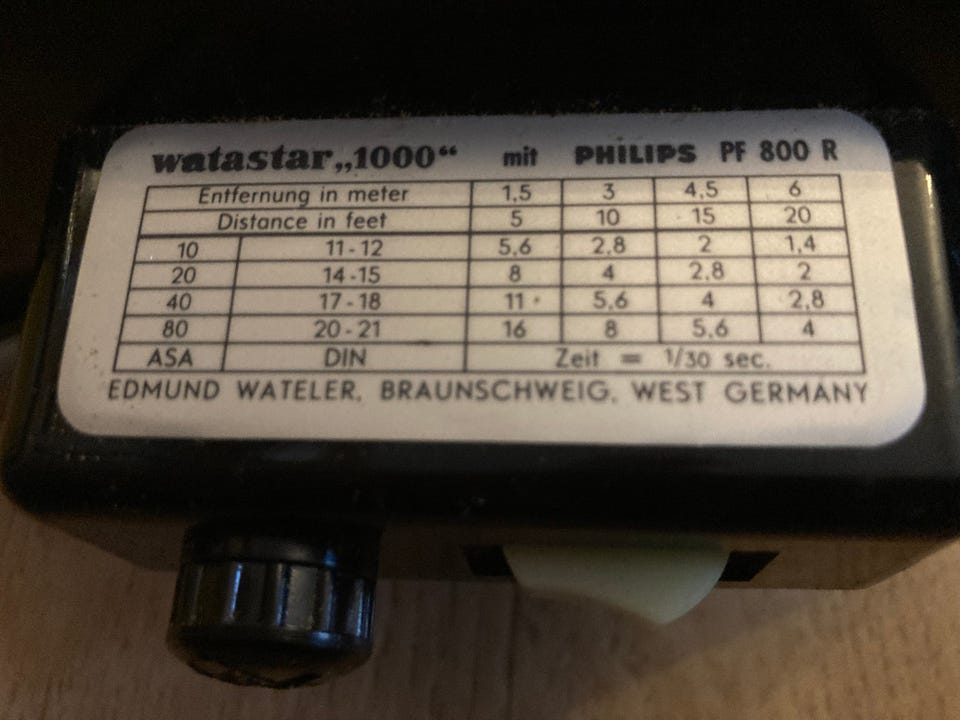 watastar „1000“ mit PHILIPS PF 800 R
Entfernung in meter 1,5 3 4,5 6
Distance in feet 5 10 15 20
10 11-12 5,6 2,8 2 1,4
20 14-15 8 4 2,8 2
40 17-18 11 5,6 4 2,8
80 20-21 16 8 5,6 4
ASA DIN Zeit = 1/30 sec.
EDMUND WATELER, BRAUNSCHWEIG, WEST GERMANY